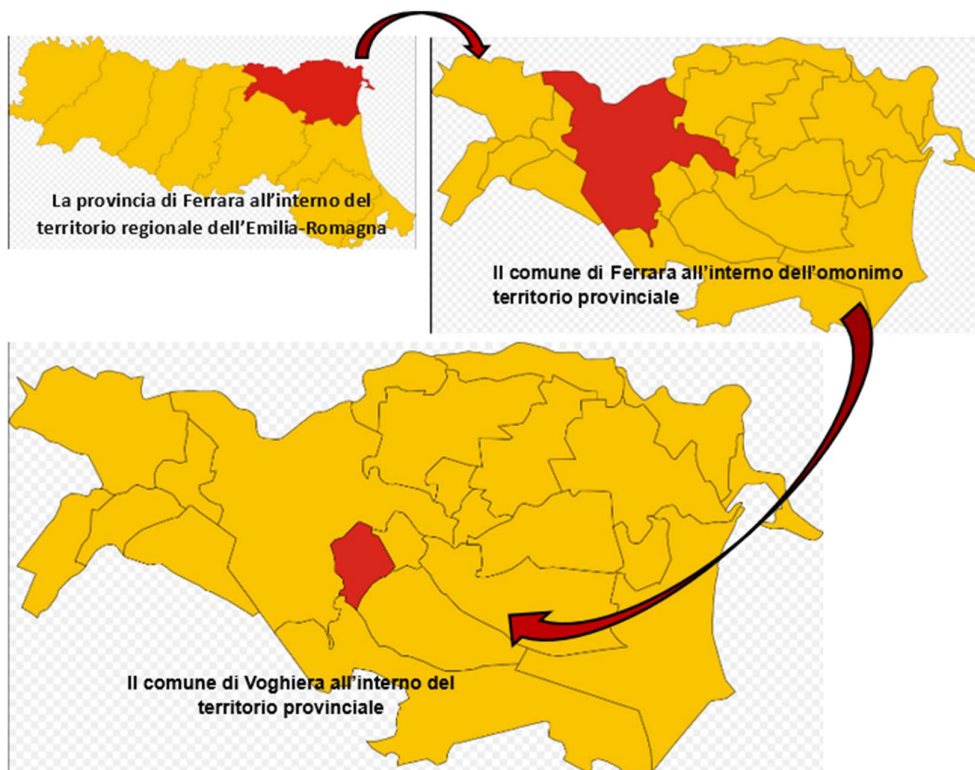 La provincia di Ferrara all'interno del
territorio regionale dell'Emilia-Romagna
Il comune di Ferrara all'interno dell'omonimo
territorio provinciale
Il comune di Voghiera all'interno del
territorio provinciale